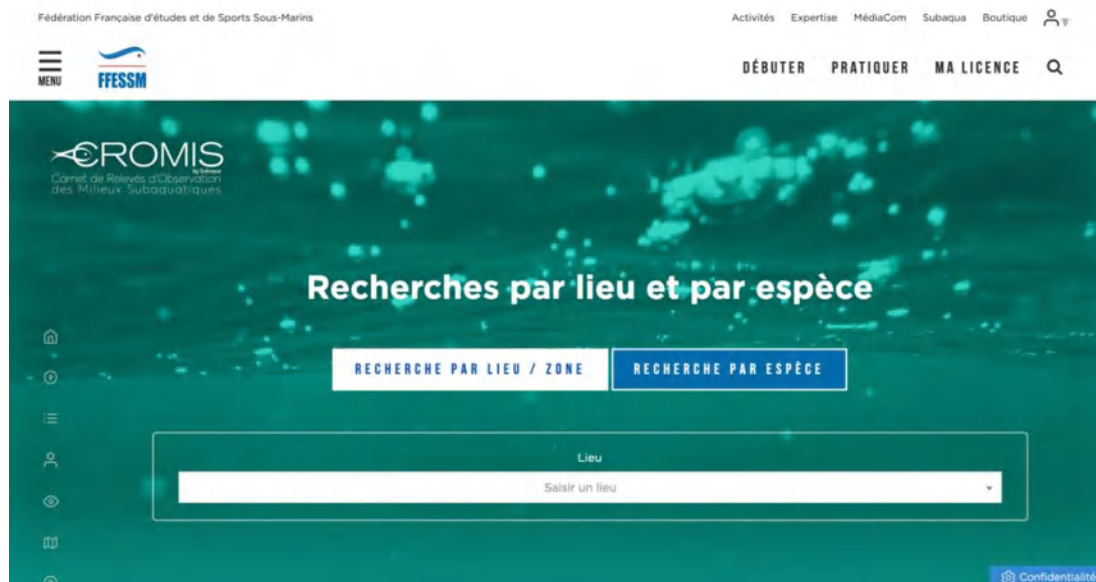 Fédération Française d'études et de Sports Sous-Marins
Activités Expertise MédiaCom Subaqua Boutique
MENU
FFESSM
DÉBUTER PRATIQUER MA LICENCE
CROMIS
by Subaqua
Carnet de Relevés d'Observation
des Milieux Subaquatiques
Recherches par lieu et par espèce
RECHERCHE PAR LIEU / ZONE RECHERCHE PAR ESPÈCE
Lieu
Saisir un lieu
Confidentialité